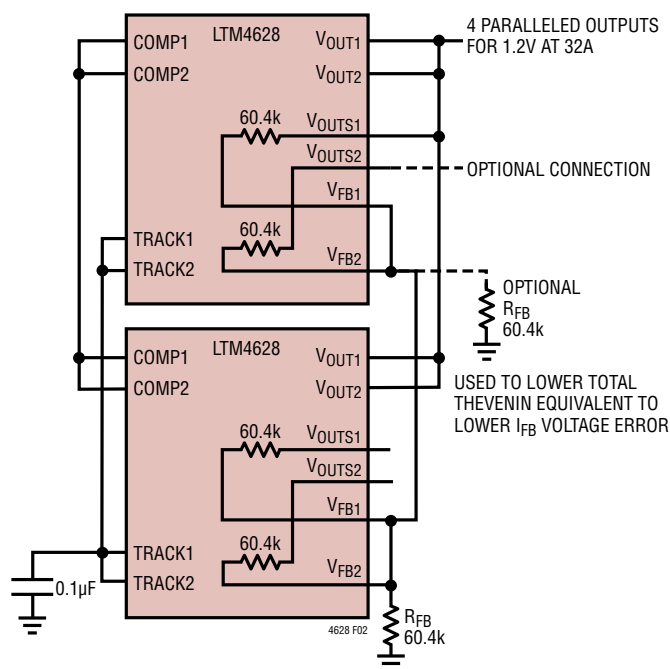 COMP1
COMP2
LTM4628
VOUT1
VOUT2
4 PARALLELED OUTPUTS
FOR 1.2V AT 32A
60.4k
VOUTS1
VOUTS2
OPTIONAL CONNECTION
VFB1
60.4k
TRACK1
TRACK2
VFB2
OPTIONAL
RFB
60.4k
COMP1
COMP2
LTM4628
VOUT1
VOUT2
USED TO LOWER TOTAL
THEVENIN EQUIVALENT TO
LOWER IFB VOLTAGE ERROR
60.4k
VOUTS1
VOUTS2
VFB1
60.4k
TRACK1
TRACK2
VFB2
0.1µF
4628 F02
RFB
60.4k